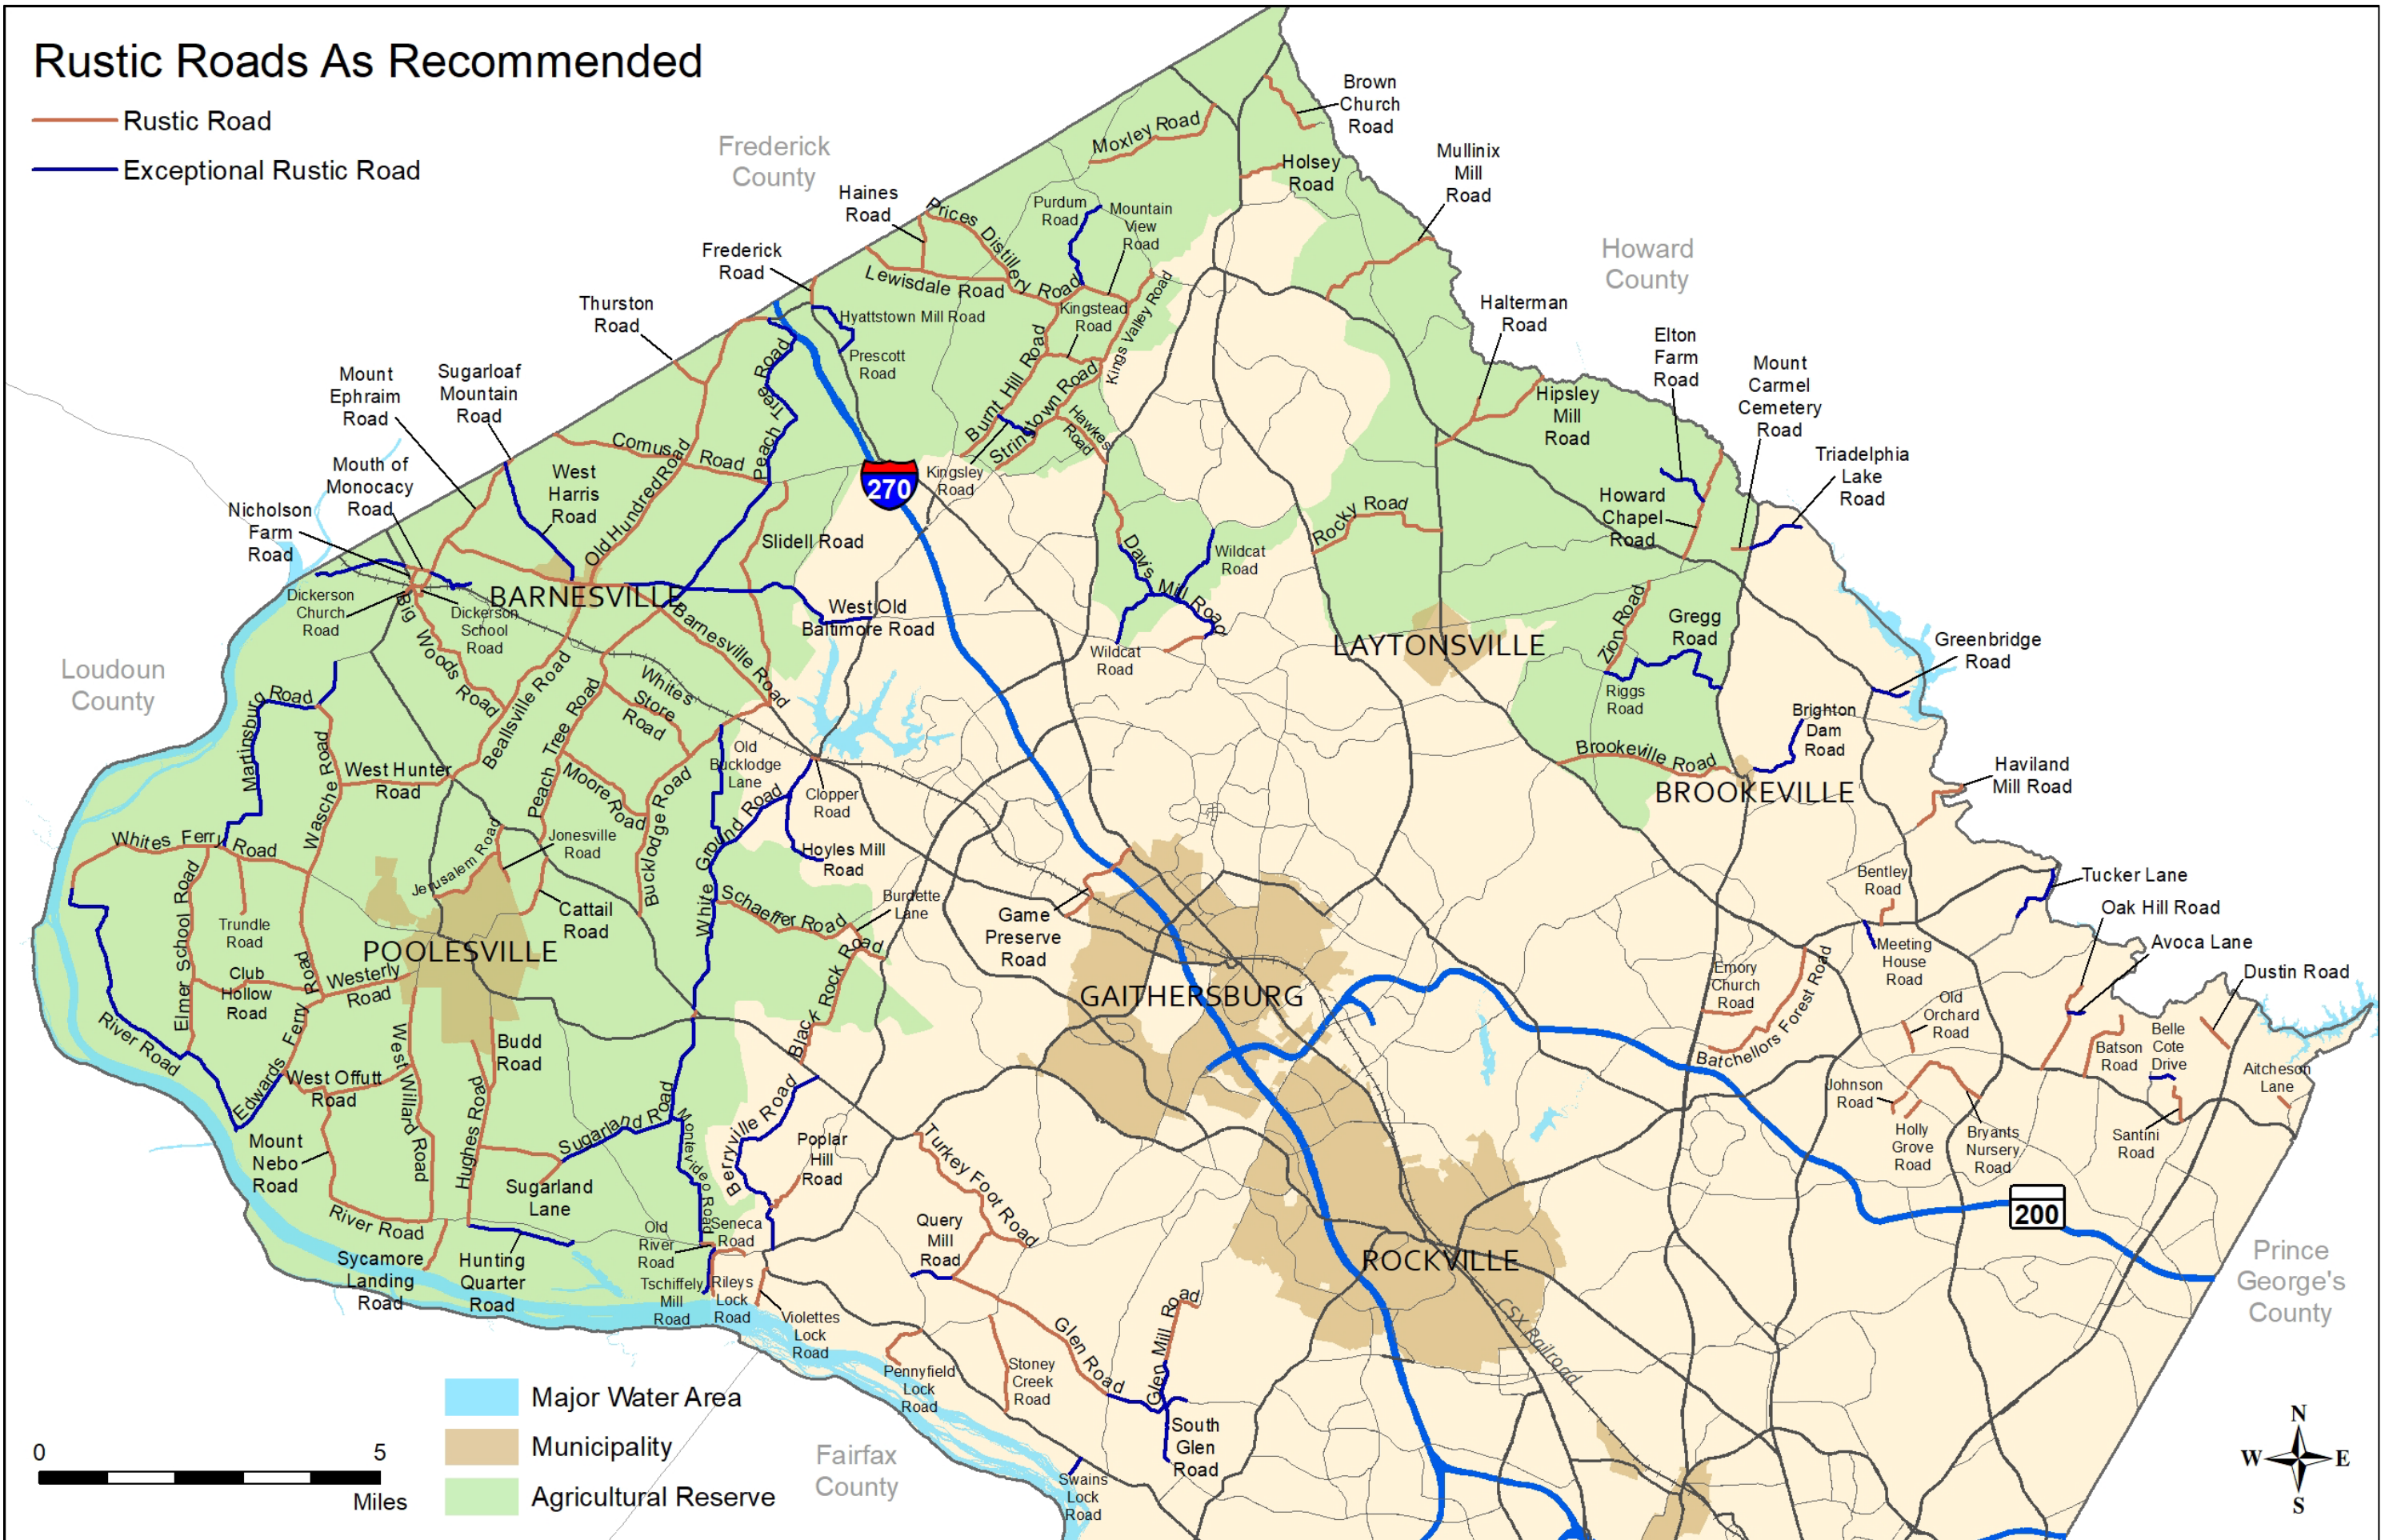 Rustic Roads As Recommended
Rustic Road
Exceptional Rustic Road
Frederick
County
Brown
Church
Road
Moxley Road
Holsey
Road
Mullinix
Mill
Road
Haines
Road
Prices Distillery Road
Purdum
Road
Mountain
View
Road
Howard
County
Frederick
Road
Lewisdale Road
Thurston
Road
Hyattstown Mill Road
Kingstead
Road
Kings Valley Road
Halterman
Road
Elton
Farm
Road
Prescott
Road
Burnt Hill Road
Stringtown Road
Hawkes
Road
Mount
Carmel
Cemetery
Road
Mount
Ephraim
Road
Sugarloaf
Mountain
Road
Peach Tree Road
Hipsley
Mill
Road
Triadelphia
Lake
Road
Comus Road
Mouth of
Monocacy
Road
West
Harris
Road
Old Hundred Road
270
Kingsley
Road
Nicholson
Farm
Road
Slidell Road
Rocky Road
Howard
Chapel
Road
Davis Mill Road
Wildcat
Road
Dickerson
Church
Road
BARNESVILLE
Dickerson
School
Road
Big Woods Road
Barnesville Road
West Old
Baltimore Road
Wildcat
Road
LAYTONSVILLE
Zion Road
Gregg
Road
Riggs
Road
Greenbridge
Road
Loudoun
County
Martinsburg Road
Beallsville Road
Peach Tree Road
Whites
Store
Road
Old
Bucklodge
Lane
Brighton
Dam
Road
Brookeville Road
BROOKEVILLE
Haviland
Mill Road
Wasche Road
West Hunter
Road
Moore Road
Bucklodge Road
White Ground Road
Clopper
Road
Whites Ferry Road
Jerusalem Road
Jonesville
Road
Hoyles Mill
Road
Elmer School Road
Trundle
Road
Cattail
Road
Schaeffer Road
Burdette
Lane
Game
Preserve
Road
Bentley
Road
Tucker Lane
Oak Hill Road
Avoca Lane
Dustin Road
POOLESVILLE
Club
Hollow
Road
Westerly
Road
Black Rock Road
GAITHERSBURG
Emory
Church
Road
Batchellors Forest Road
Meeting
House
Road
Old
Orchard
Road
Belle
Cote
Drive
Batson
Road
Aitcheson
Lane
River Road
Edwards Ferry Road
West Willard Road
Budd
Road
West Offutt
Road
Hughes Road
Sugarland Road
Montevideo Road
Berryville Road
Johnson
Road
Holly
Grove
Road
Bryants
Nursery
Road
Santini
Road
Mount
Nebo
Road
Poplar
Hill
Road
Turkey Foot Road
Sugarland
Lane
River Road
Query
Mill
Road
200
Seneca
Road
Old
River
Road
Sycamore
Landing
Road
Hunting
Quarter
Road
Tschiffely
Mill
Road
Rileys
Lock
Road
Violettes
Lock
Road
ROCKVILLE
CSX Railroad
Prince
George's
County
Glen Road
Glen Mill Road
Pennyfield
Lock
Road
Stoney
Creek
Road
South
Glen
Road
Swains
Lock
Road
Fairfax
County
Major Water Area
Municipality
Agricultural Reserve
0 5
Miles
N
W E
S